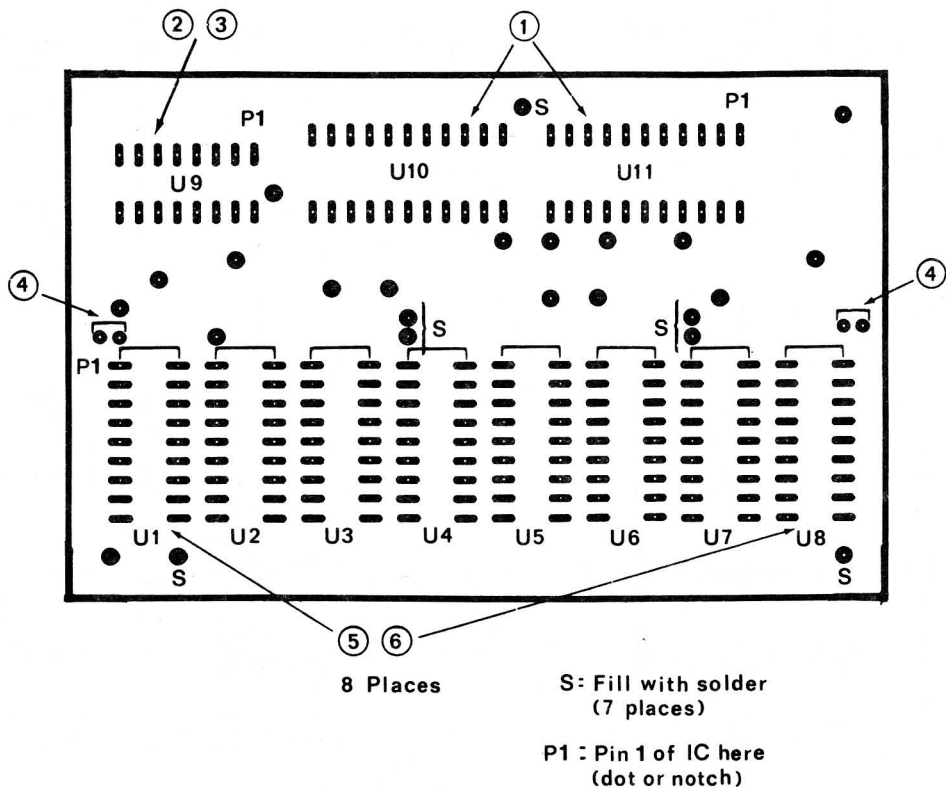 ② ③ ①
S P1
P1
U9 U10 U11
④ ④
S S
P1
U1 U2 U3 U4 U5 U6 U7 U8
S S
⑤ ⑥
8 Places
S: Fill with solder
(7 places)
P1: Pin 1 of IC here
(dot or notch)